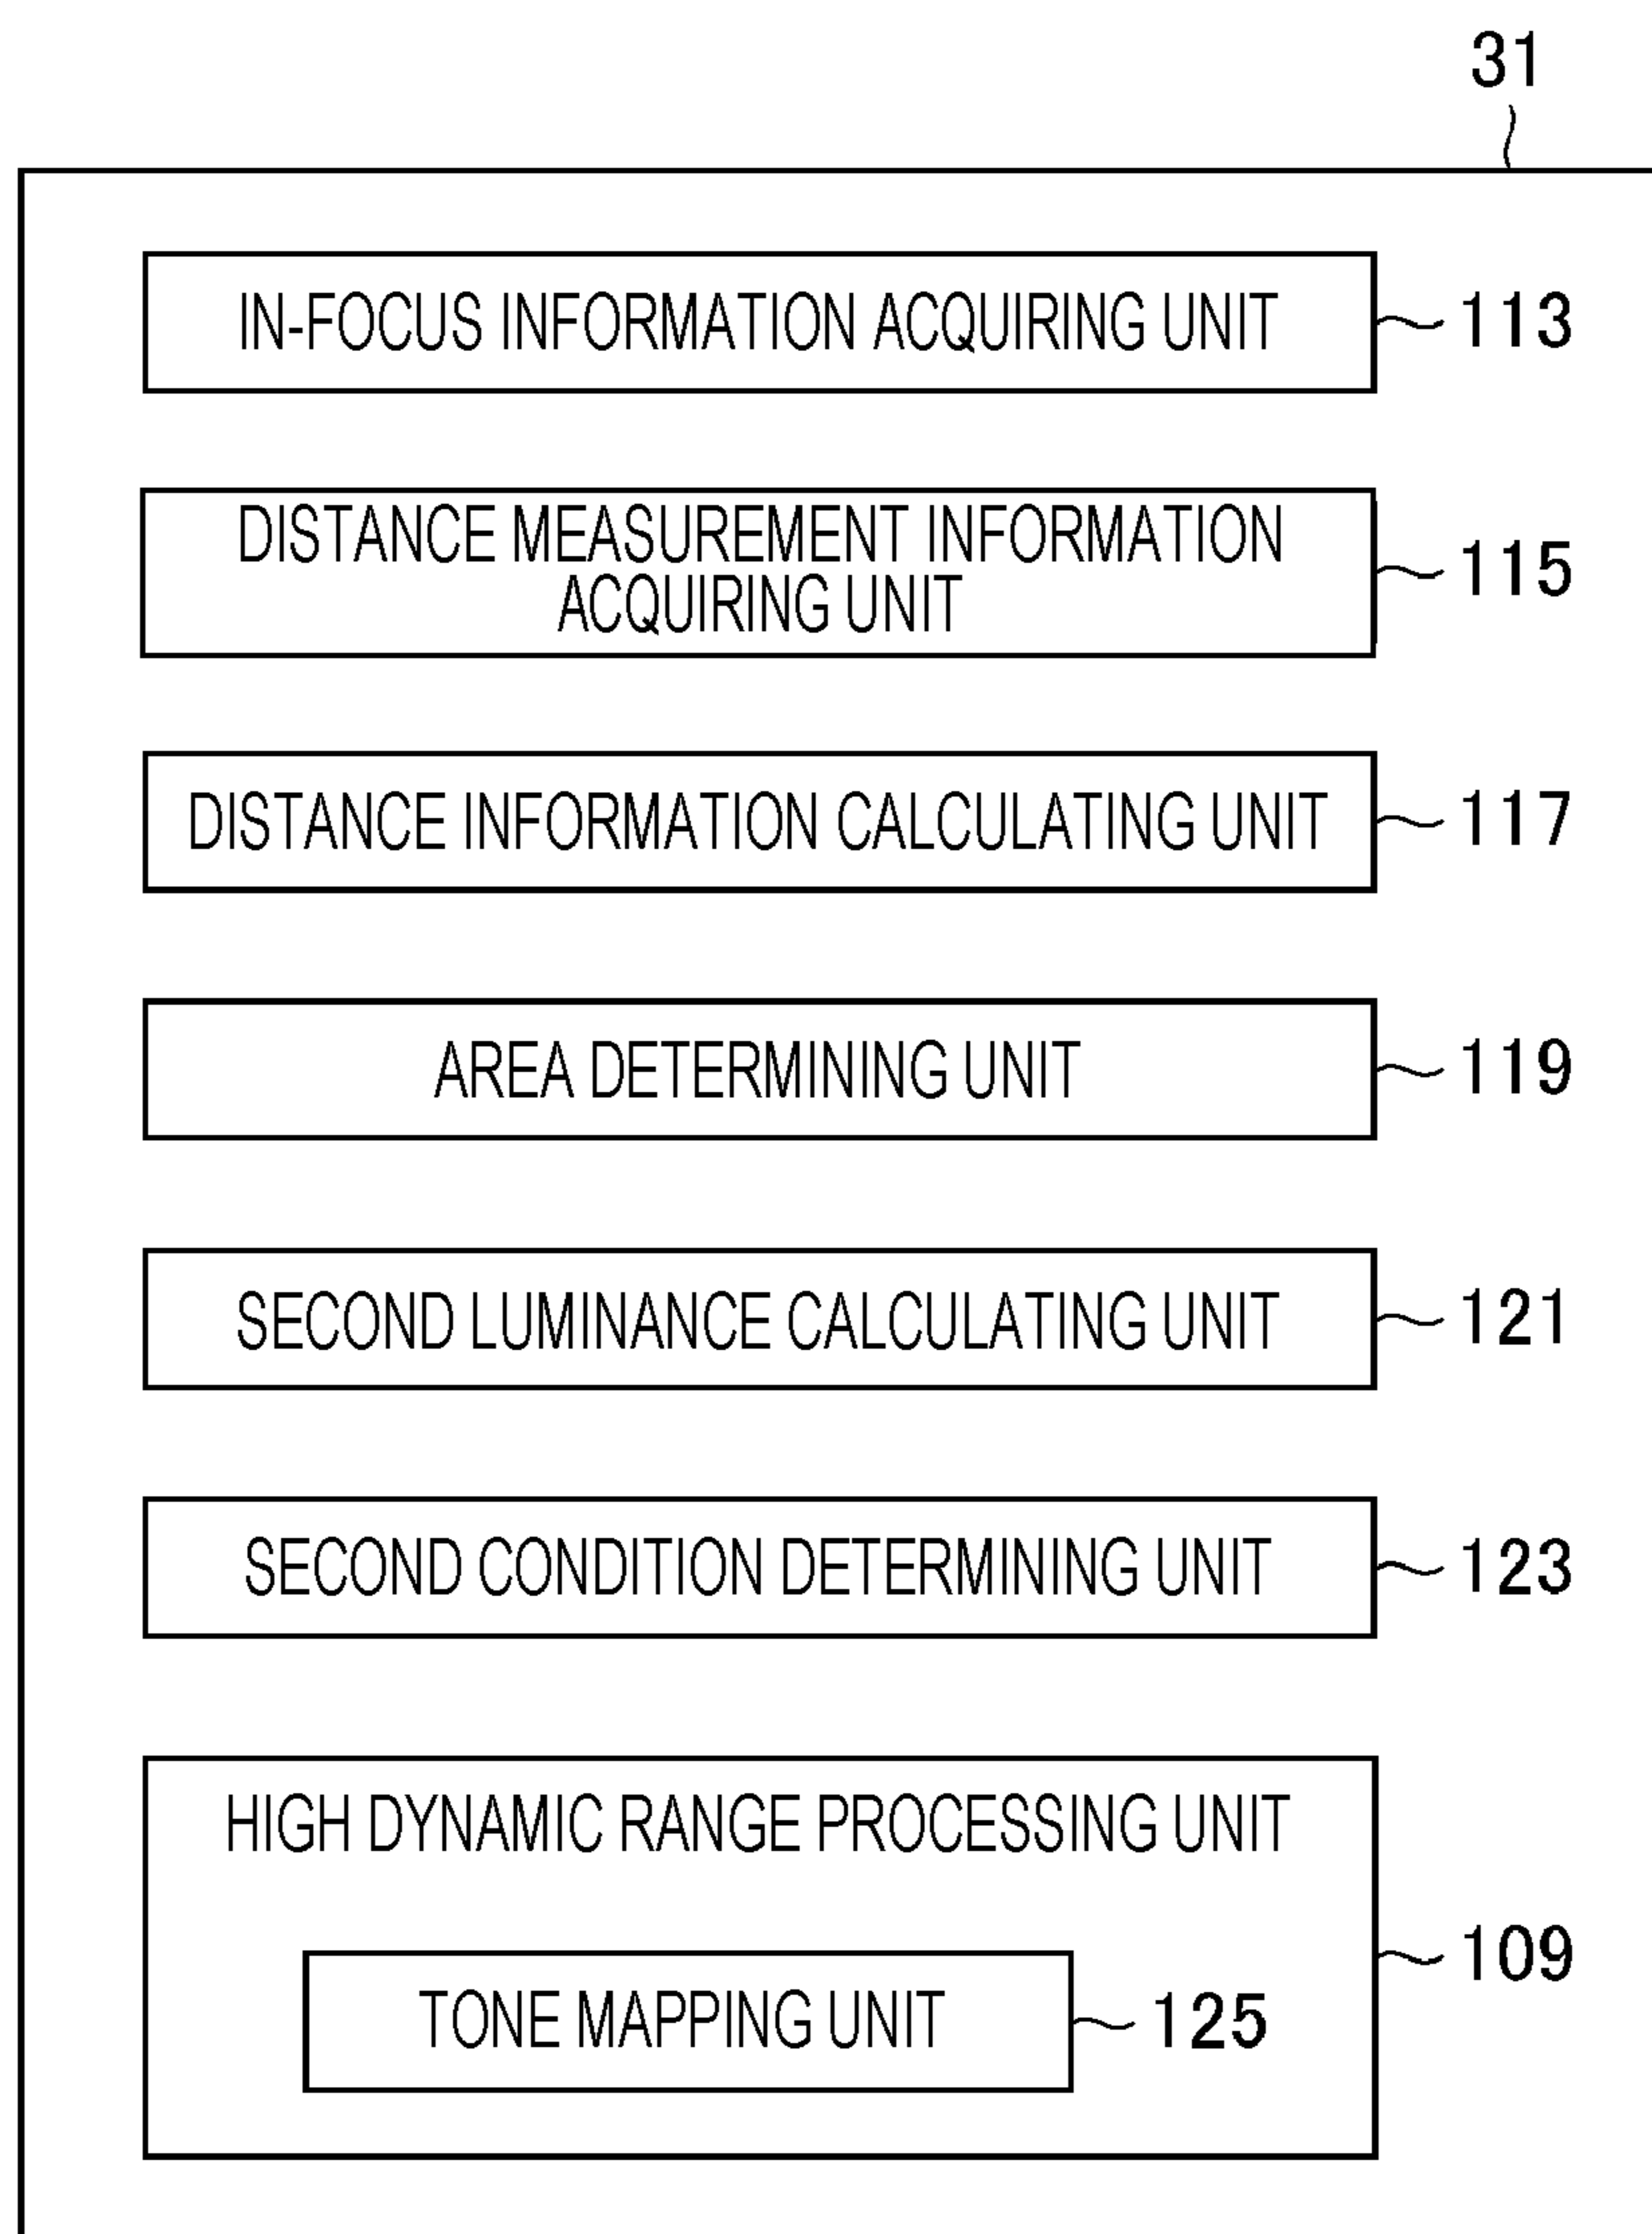 31
IN-FOCUS INFORMATION ACQUIRING UNIT
113
DISTANCE MEASUREMENT INFORMATION
ACQUIRING UNIT
115
DISTANCE INFORMATION CALCULATING UNIT
117
AREA DETERMINING UNIT
119
SECOND LUMINANCE CALCULATING UNIT
121
SECOND CONDITION DETERMINING UNIT
123
HIGH DYNAMIC RANGE PROCESSING UNIT
109
TONE MAPPING UNIT
125